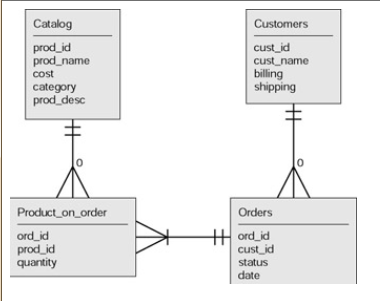 Catalog
prod_id
prod_name
cost
category
prod_desc
Customers
cust_id
cust_name
billing
shipping
0
0
Product_on_order
ord_id
prod_id
quantity
Orders
ord_id
cust_id
status
date